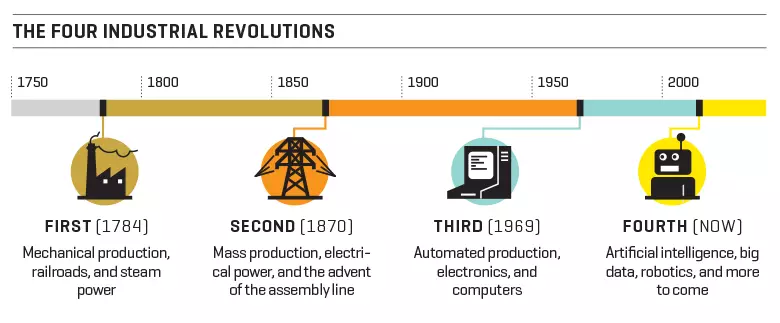 THE FOUR INDUSTRIAL REVOLUTIONS
1750 1800 1850 1900 1950 2000
FIRST (1784)
Mechanical production,
railroads, and steam
power
SECOND (1870)
Mass production, electri-
cal power, and the advent
of the assembly line
THIRD (1969)
Automated production,
electronics, and
computers
FOURTH (NOW)
Artificial intelligence, big
data, robotics, and more
to come